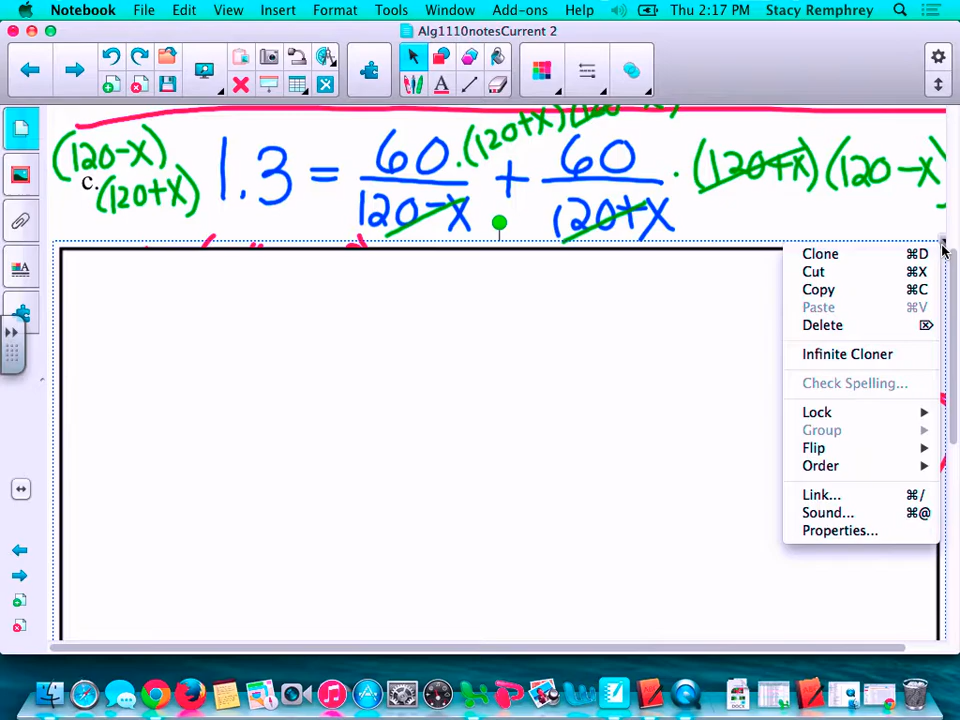 Notebook File Edit View Insert Format Tools Window Add-ons Help Thu 2:17 PM Stacy Remphrey
Alg1110notesCurrent 2
(120-x) 1.3 = 60/120-x ·(120+x) + 60/120+x · (120+x)(120-x)
c. (120+x)
Clone ⌘D
Cut ⌘X
Copy ⌘C
Paste ⌘V
Delete ⌦
Infinite Cloner
Check Spelling...
Lock
Group
Flip
Order
Link... ⌘/
Sound... ⌘@
Properties...